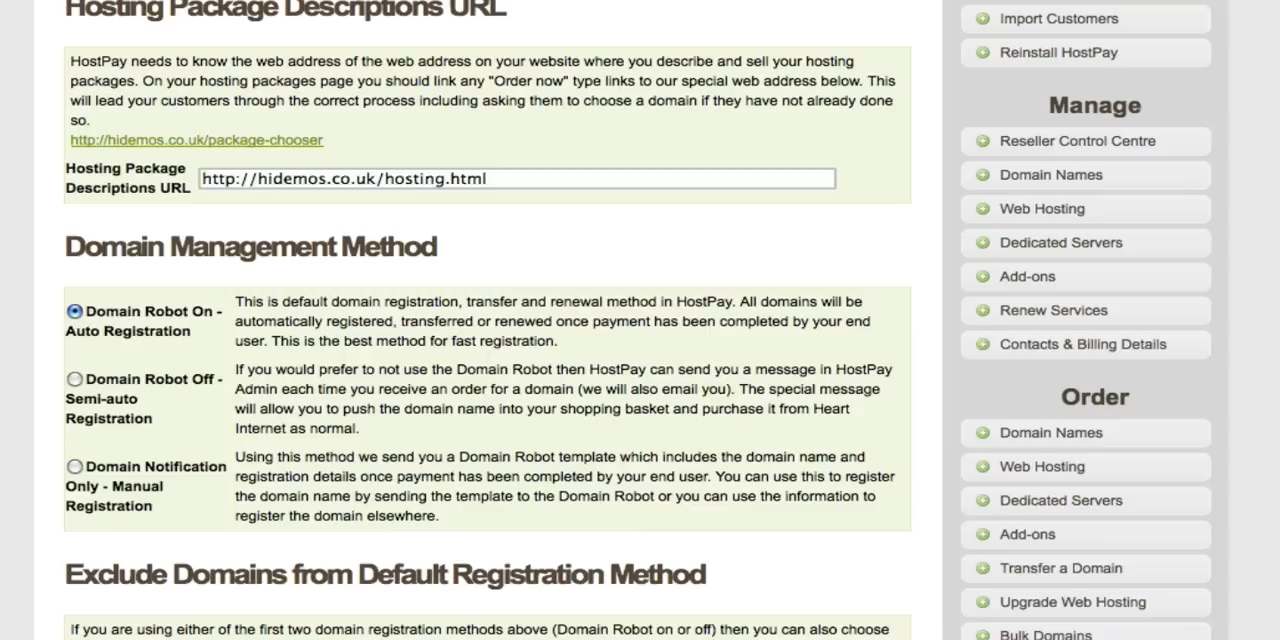 Hosting Package Descriptions URL
HostPay needs to know the web address of the web address on your website where you describe and sell your hosting
packages. On your hosting packages page you should link any "Order now" type links to our special web address below. This
will lead your customers through the correct process including asking them to choose a domain if they have not already done
so.
http://hidemos.co.uk/package-chooser
Hosting Package
Descriptions URL
http://hidemos.co.uk/hosting.html
Domain Management Method
Domain Robot On -
Auto Registration
This is default domain registration, transfer and renewal method in HostPay. All domains will be
automatically registered, transferred or renewed once payment has been completed by your end
user. This is the best method for fast registration.
Domain Robot Off -
Semi-auto
Registration
If you would prefer to not use the Domain Robot then HostPay can send you a message in HostPay
Admin each time you receive an order for a domain (we will also email you). The special message
will allow you to push the domain name into your shopping basket and purchase it from Heart
Internet as normal.
Domain Notification
Only - Manual
Registration
Using this method we send you a Domain Robot template which includes the domain name and
registration details once payment has been completed by your end user. You can use this to register
the domain name by sending the template to the Domain Robot or you can use the information to
register the domain elsewhere.
Exclude Domains from Default Registration Method
If you are using either of the first two domain registration methods above (Domain Robot on or off) then you can also choose
Import Customers
Reinstall HostPay
Manage
Reseller Control Centre
Domain Names
Web Hosting
Dedicated Servers
Add-ons
Renew Services
Contacts & Billing Details
Order
Domain Names
Web Hosting
Dedicated Servers
Add-ons
Transfer a Domain
Upgrade Web Hosting
Bulk Domains